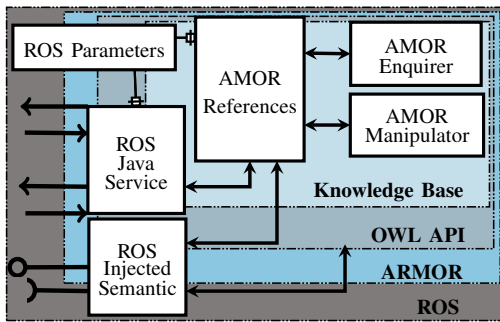 ROS Parameters
AMOR
References
AMOR
Enquirer
AMOR
Manipulator
ROS
Java
Service
Knowledge Base
ROS
Injected
Semantic
OWL API
ARMOR
ROS